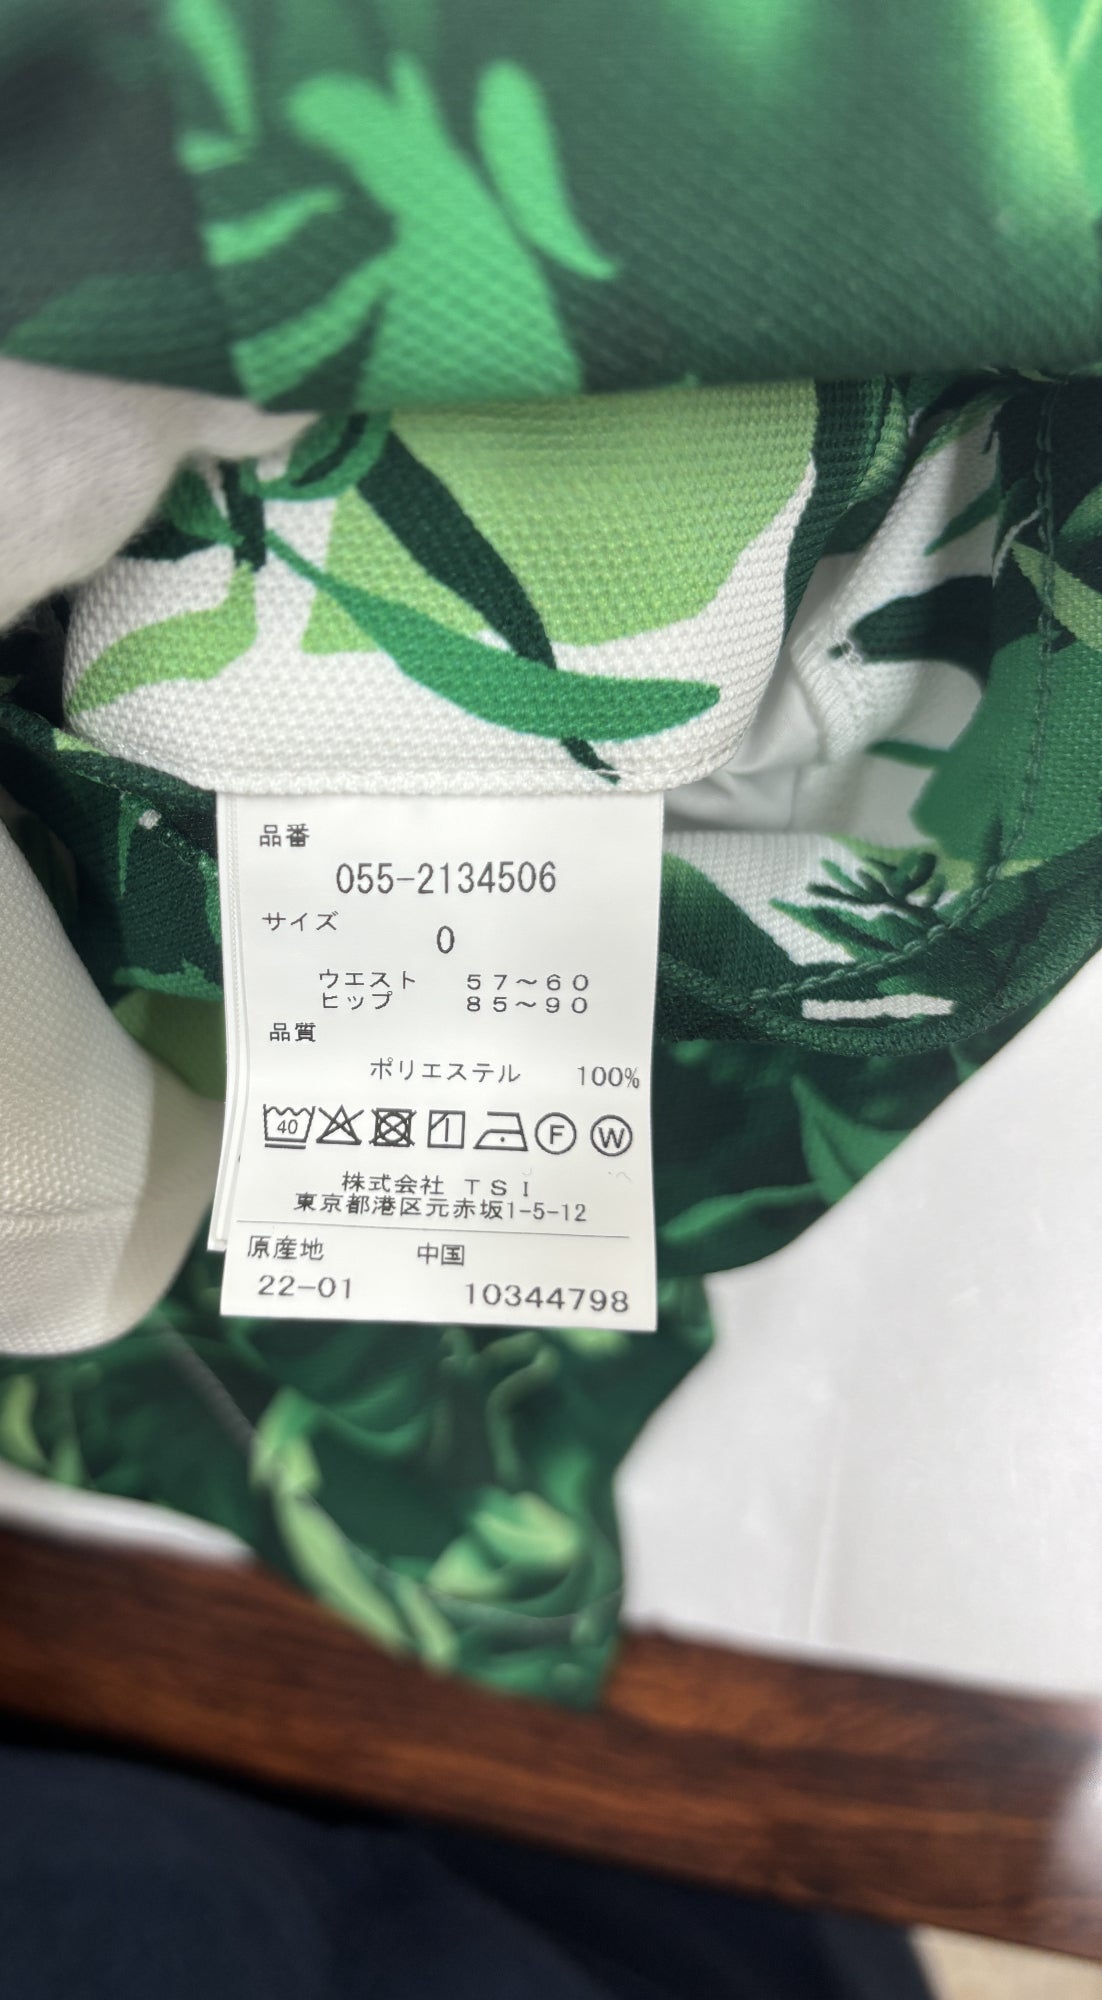 品番
055-2134506
サイズ
0
ウエスト 57～60
ヒップ 85～90
品質
ポリエステル 100%
40 F W
株式会社 TSI
東京都港区元赤坂1-5-12
原産地 中国
22-01 10344798